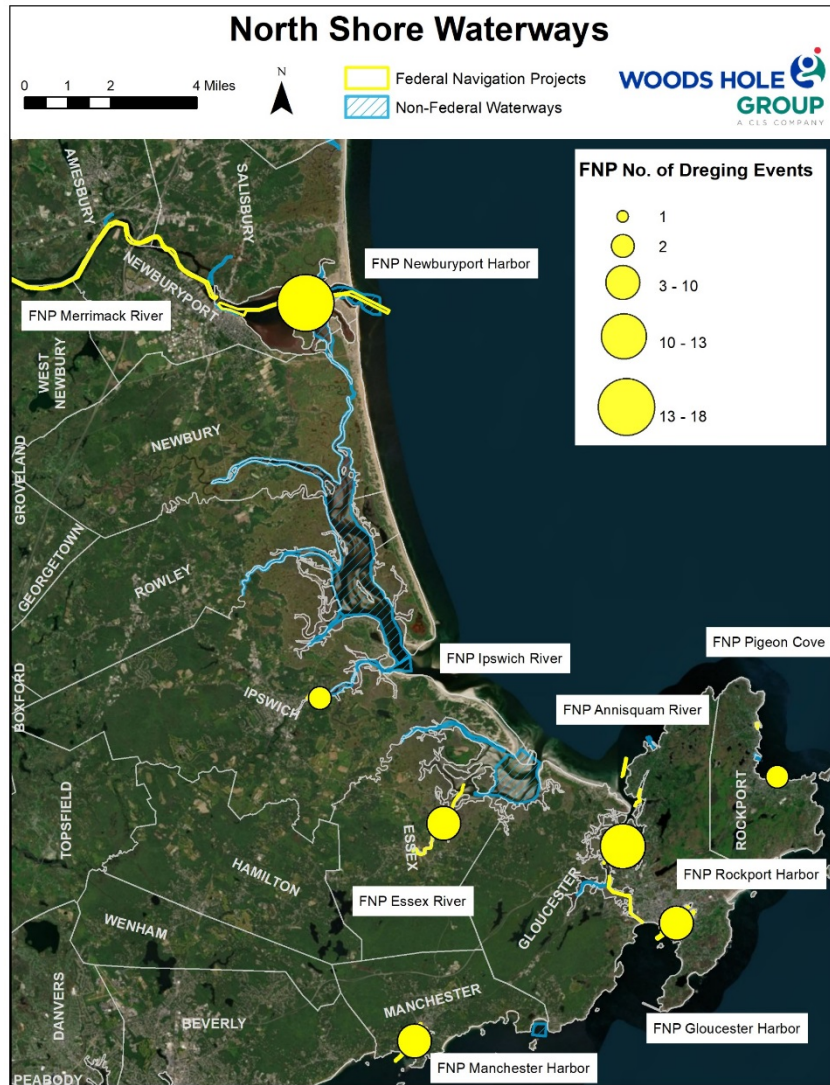 North Shore Waterways
0 1 2 4 Miles
N
Federal Navigation Projects
Non-Federal Waterways
WOODS HOLE
GROUP
A CLS COMPANY
FNP No. of Dreging Events
1
2
3 - 10
10 - 13
13 - 18
AMESBURY
SALISBURY
NEWBURYPORT
FNP Newburyport Harbor
FNP Merrimack River
WEST
NEWBURY
NEWBURY
GROVELAND
GEORGETOWN
ROWLEY
FNP Pigeon Cove
FNP Ipswich River
BOXFORD
IPSWICH
FNP Annisquam River
ROCKPORT
TOPSFIELD
ESSEX
HAMILTON
FNP Rockport Harbor
FNP Essex River
GLOUCESTER
WENHAM
DANVERS
MANCHESTER
BEVERLY
FNP Gloucester Harbor
FNP Manchester Harbor
PEABODY